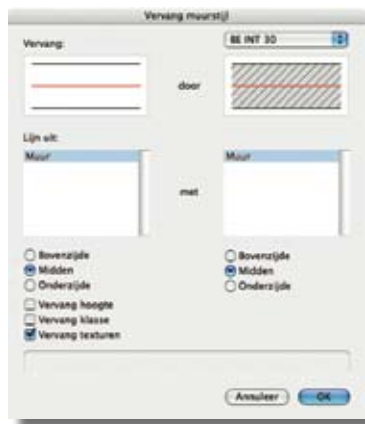 Vervang muurstijl
Vervang:
BE INT 30
door
Lijn uit:
Muur
Muur
met
Bovenzijde
Midden
Onderzijde
Bovenzijde
Midden
Onderzijde
Vervang hoogte
Vervang klasse
Vervang texturen
Annuleer
OK